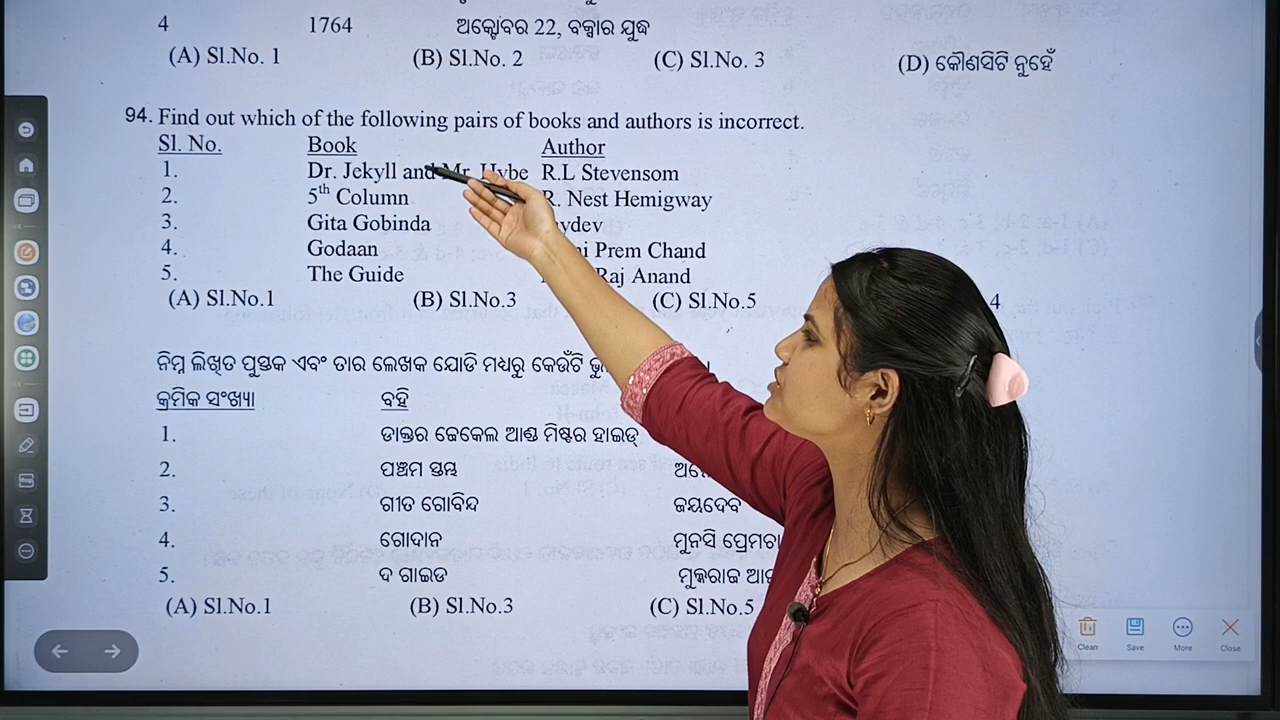 4 1764 ଅକ୍ଟୋବର 22, ବକ୍ସାର ଯୁଦ୍ଧ
(A) Sl.No. 1 (B) Sl.No. 2 (C) Sl.No. 3 (D) କୌଣସିଟି ନୁହେଁ
94. Find out which of the following pairs of books and authors is incorrect.
Sl. No. Book Author
1. Dr. Jekyll and Mr. Hybe R.L Stevensom
2. 5th Column R. Nest Hemigway
3. Gita Gobinda
4. Godaan Prem Chand
5. The Guide Raj Anand
(A) Sl.No.1 (B) Sl.No.3 (C) Sl.No.5 4
ନିମ୍ନ ଲିଖିତ ପୁସ୍ତକ ଏବଂ ତାର ଲେଖକ ଯୋଡି ମଧ୍ୟରୁ କେଉଁଟି
କ୍ରମିକ ସଂଖ୍ୟା ବହି
1. ଡାକ୍ତର ଜେକେଲ ଆଣ୍ଡ ମିଷ୍ଟର ହାଇଡ୍
2. ପଞ୍ଚମ ସ୍ତମ୍ଭ
3. ଗୀତ ଗୋବିନ୍ଦ ଜୟଦେବ
4. ଗୋଦାନ ମୁନସି
5. ଦ ଗାଇଡ ମୁଲ୍କରାଜ
(A) Sl.No.1 (B) Sl.No.3 (C) Sl.No.5
Clean Save More Close